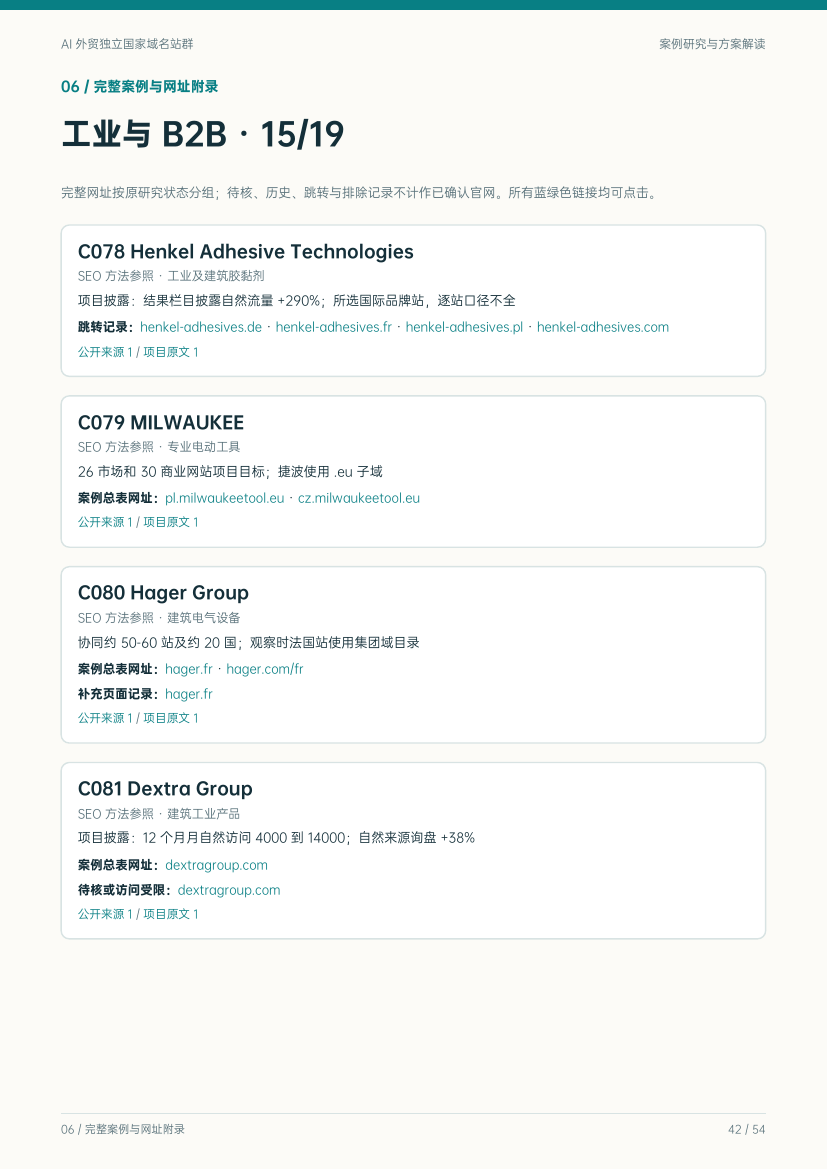 AI 外贸独立国家域名站群
案例研究与方案解读
06 / 完整案例与网址附录
工业与 B2B · 15/19
完整网址按原研究状态分组；待核、历史、跳转与排除记录不计作已确认官网。所有蓝绿色链接均可点击。
C078 Henkel Adhesive Technologies
SEO 方法参照 · 工业及建筑胶黏剂
项目披露：结果栏目披露自然流量 +290%；所选国际品牌站，逐站口径不全
跳转记录：henkel-adhesives.de · henkel-adhesives.fr · henkel-adhesives.pl · henkel-adhesives.com
公开来源 1 / 项目原文 1
C079 MILWAUKEE
SEO 方法参照 · 专业电动工具
26 市场和 30 商业网站项目目标；捷波使用 .eu 子域
案例总表网址：pl.milwaukeetool.eu · cz.milwaukeetool.eu
公开来源 1 / 项目原文 1
C080 Hager Group
SEO 方法参照 · 建筑电气设备
协同约 50-60 站及约 20 国；观察时法国站使用集团域目录
案例总表网址：hager.fr · hager.com/fr
补充页面记录：hager.fr
公开来源 1 / 项目原文 1
C081 Dextra Group
SEO 方法参照 · 建筑工业产品
项目披露：12 个月月自然访问 4000 到 14000；自然来源询盘 +38%
案例总表网址：dextragroup.com
待核或访问受限：dextragroup.com
公开来源 1 / 项目原文 1
06 / 完整案例与网址附录
42 / 54